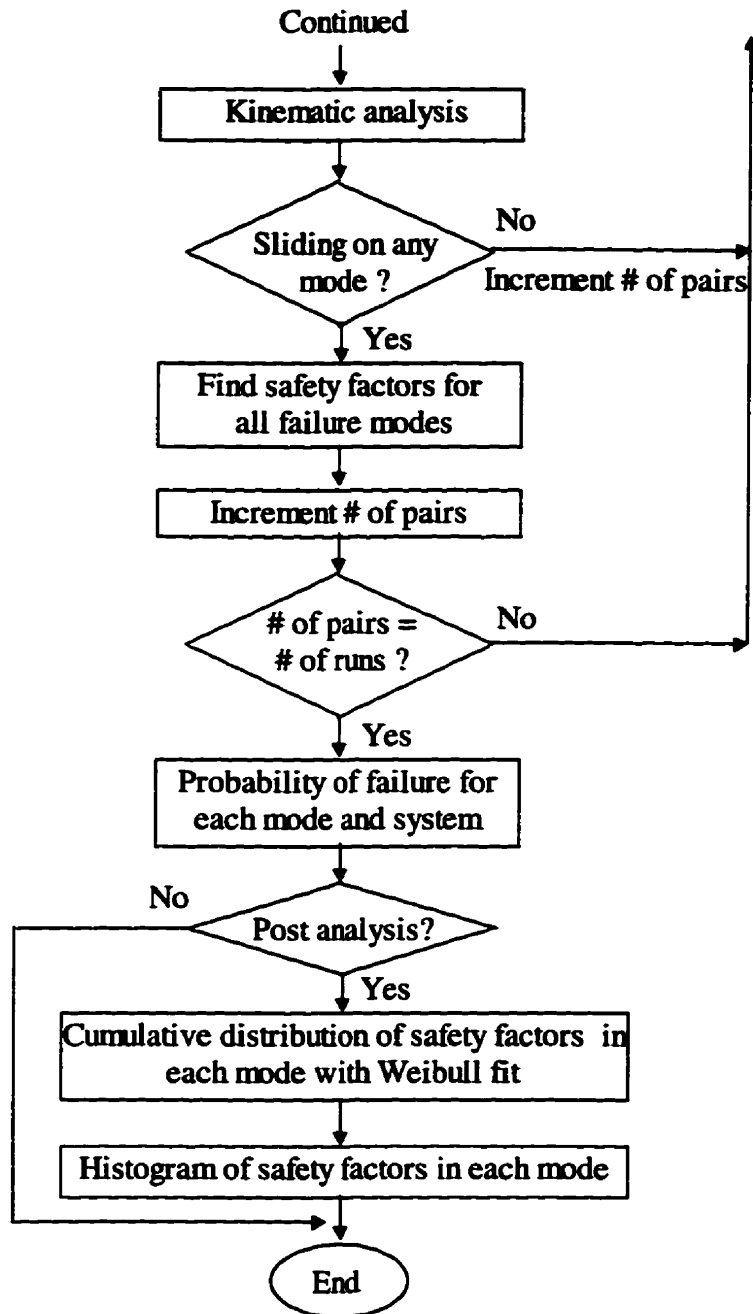 Continued
Kinematic analysis
No
Sliding on any
mode ?
Increment # of pairs
Yes
Find safety factors for
all failure modes
Increment # of pairs
# of pairs =
# of runs ?
No
Yes
Probability of failure for
each mode and system
No
Post analysis?
Yes
Cumulative distribution of safety factors in
each mode with Weibull fit
Histogram of safety factors in each mode
End